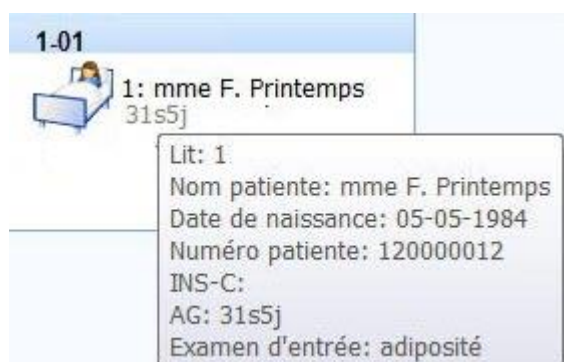 1-01
1: mme F. Printemps
31s5j
Lit: 1
Nom patiente: mme F. Printemps
Date de naissance: 05-05-1984
Numéro patiente: 120000012
INS-C:
AG: 31s5j
Examen d'entrée: adiposité